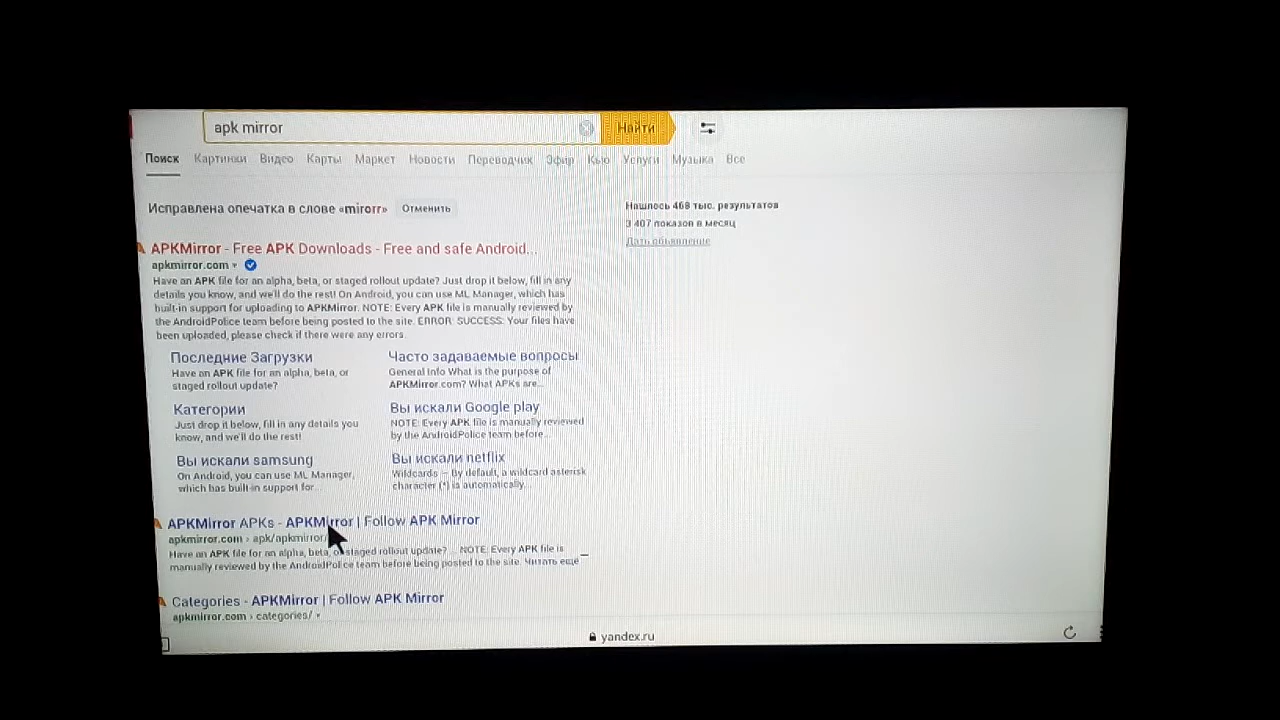 apk mirror
Найти
Поиск Картинки Видео Карты Маркет Новости Переводчик Эфир Кью Услуги Музыка Все
Исправлена опечатка в слове «mirorr» Отменить
Нашлось 468 тыс. результатов
3 407 показов в месяц
Дать объявление
APKMirror - Free APK Downloads - Free and safe Android...
apkmirror.com
Have an APK file for an alpha, beta, or staged rollout update? Just drop it below, fill in any
details you know, and we'll do the rest! On Android, you can use ML Manager, which has
built-in support for uploading to APKMirror. NOTE: Every APK file is manually reviewed by
the AndroidPolice team before being posted to the site. ERROR: SUCCESS: Your files have
been uploaded, please check if there were any errors.
Последние Загрузки
Have an APK file for an alpha, beta, or
staged rollout update?
Часто задаваемые вопросы
General Info What is the purpose of
APKMirror.com? What APKs are...
Категории
Just drop it below, fill in any details you
know, and we'll do the rest!
Вы искали Google play
NOTE: Every APK file is manually reviewed
by the AndroidPolice team before...
Вы искали samsung
On Android, you can use ML Manager,
which has built-in support for...
Вы искали netflix
Wildcards – By default, a wildcard asterisk
character (*) is automatically...
APKMirror APKs - APKMirror | Follow APK Mirror
apkmirror.com › apk/apkmirror/
Have an APK file for an alpha, beta, or staged rollout update? ... NOTE: Every APK file is
manually reviewed by the AndroidPolice team before being posted to the site. Читать ещё
Categories - APKMirror | Follow APK Mirror
apkmirror.com › categories/
yandex.ru